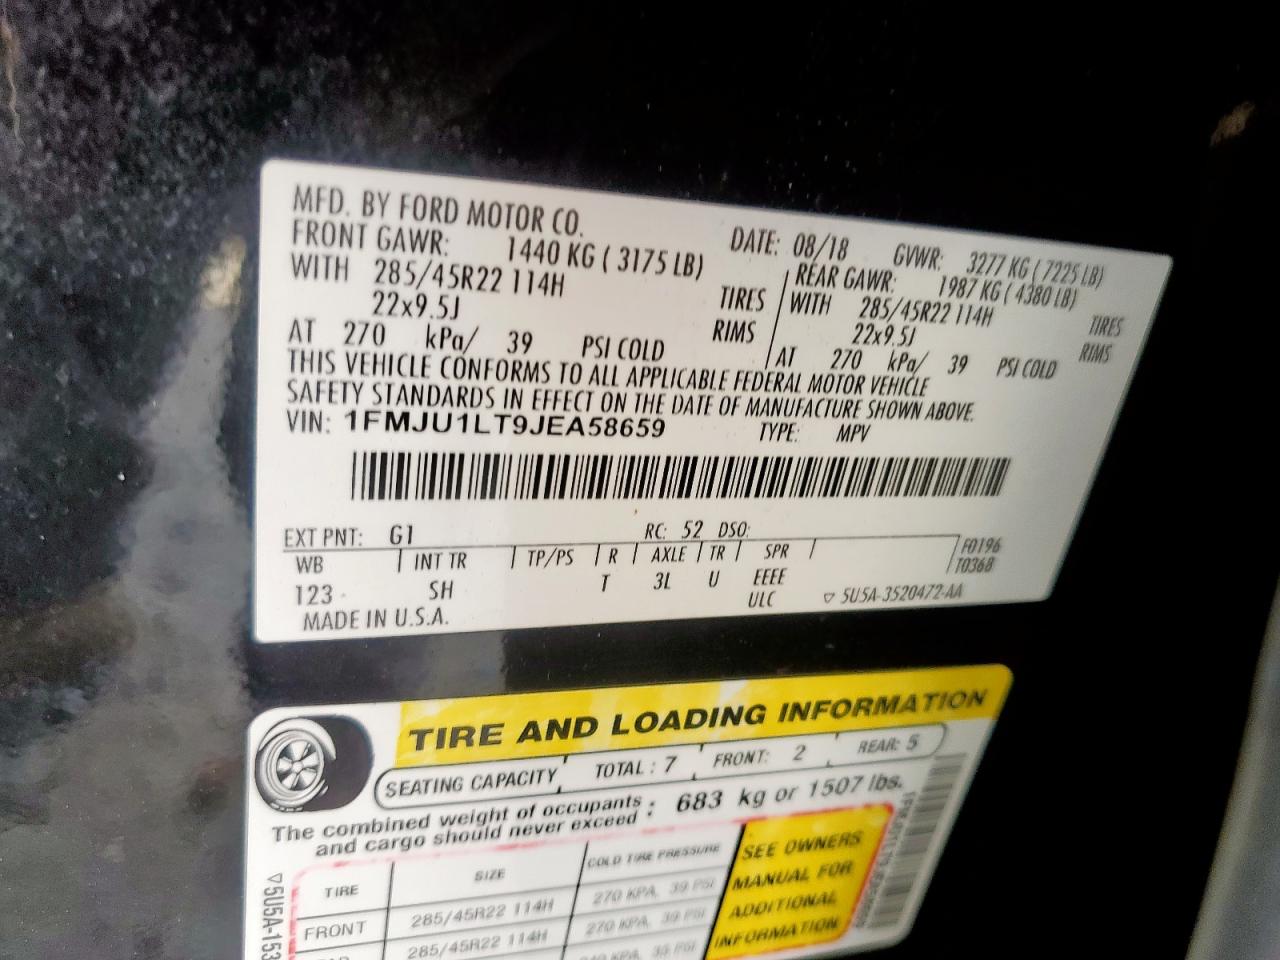 MFD. BY FORD MOTOR CO.
DATE: 08/18 GVWR: 3277 KG ( 7225 LB)
FRONT GAWR: 1440 KG ( 3175 LB) REAR GAWR: 1987 KG ( 4380 LB)
WITH 285/45R22 114H TIRES WITH 285/45R22 114H TIRES
22x9.5J RIMS 22x9.5J RIMS
AT 270 kPa/ 39 PSI COLD AT 270 kPa/ 39 PSI COLD
THIS VEHICLE CONFORMS TO ALL APPLICABLE FEDERAL MOTOR VEHICLE
SAFETY STANDARDS IN EFFECT ON THE DATE OF MANUFACTURE SHOWN ABOVE.
VIN: 1FMJU1LT9JEA58659 TYPE: MPV
EXT PNT: G1 RC: 52 DSO:
WB INT TR TP/PS R AXLE TR SPR F0196
T0368
123 SH T 3L U EEEE
ULC ▽ 5U5A-3520472-AA
MADE IN U.S.A.
TIRE AND LOADING INFORMATION
SEATING CAPACITY TOTAL : 7 FRONT: 2 REAR: 5
The combined weight of occupants
and cargo should never exceed : 683 kg or 1507 lbs.
TIRE SIZE COLD TIRE PRESSURE
FRONT 285/45R22 114H 270 KPA, 39 PSI
285/45R22 114H 270 KPA, 39 PSI
SEE OWNERS
MANUAL FOR
ADDITIONAL
INFORMATION
▽5U5A-153